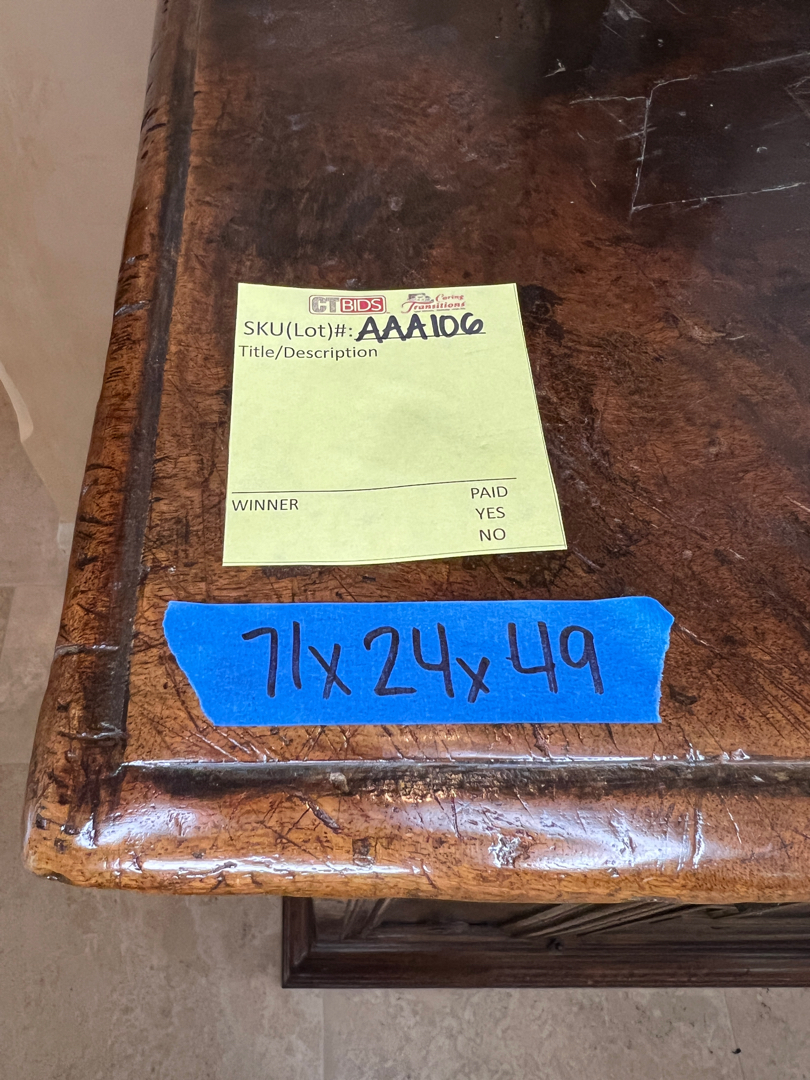 CTBIDS Caring Transitions
SKU(Lot)#: AAA106
Title/Description
WINNER PAID
YES
NO
71x24x49